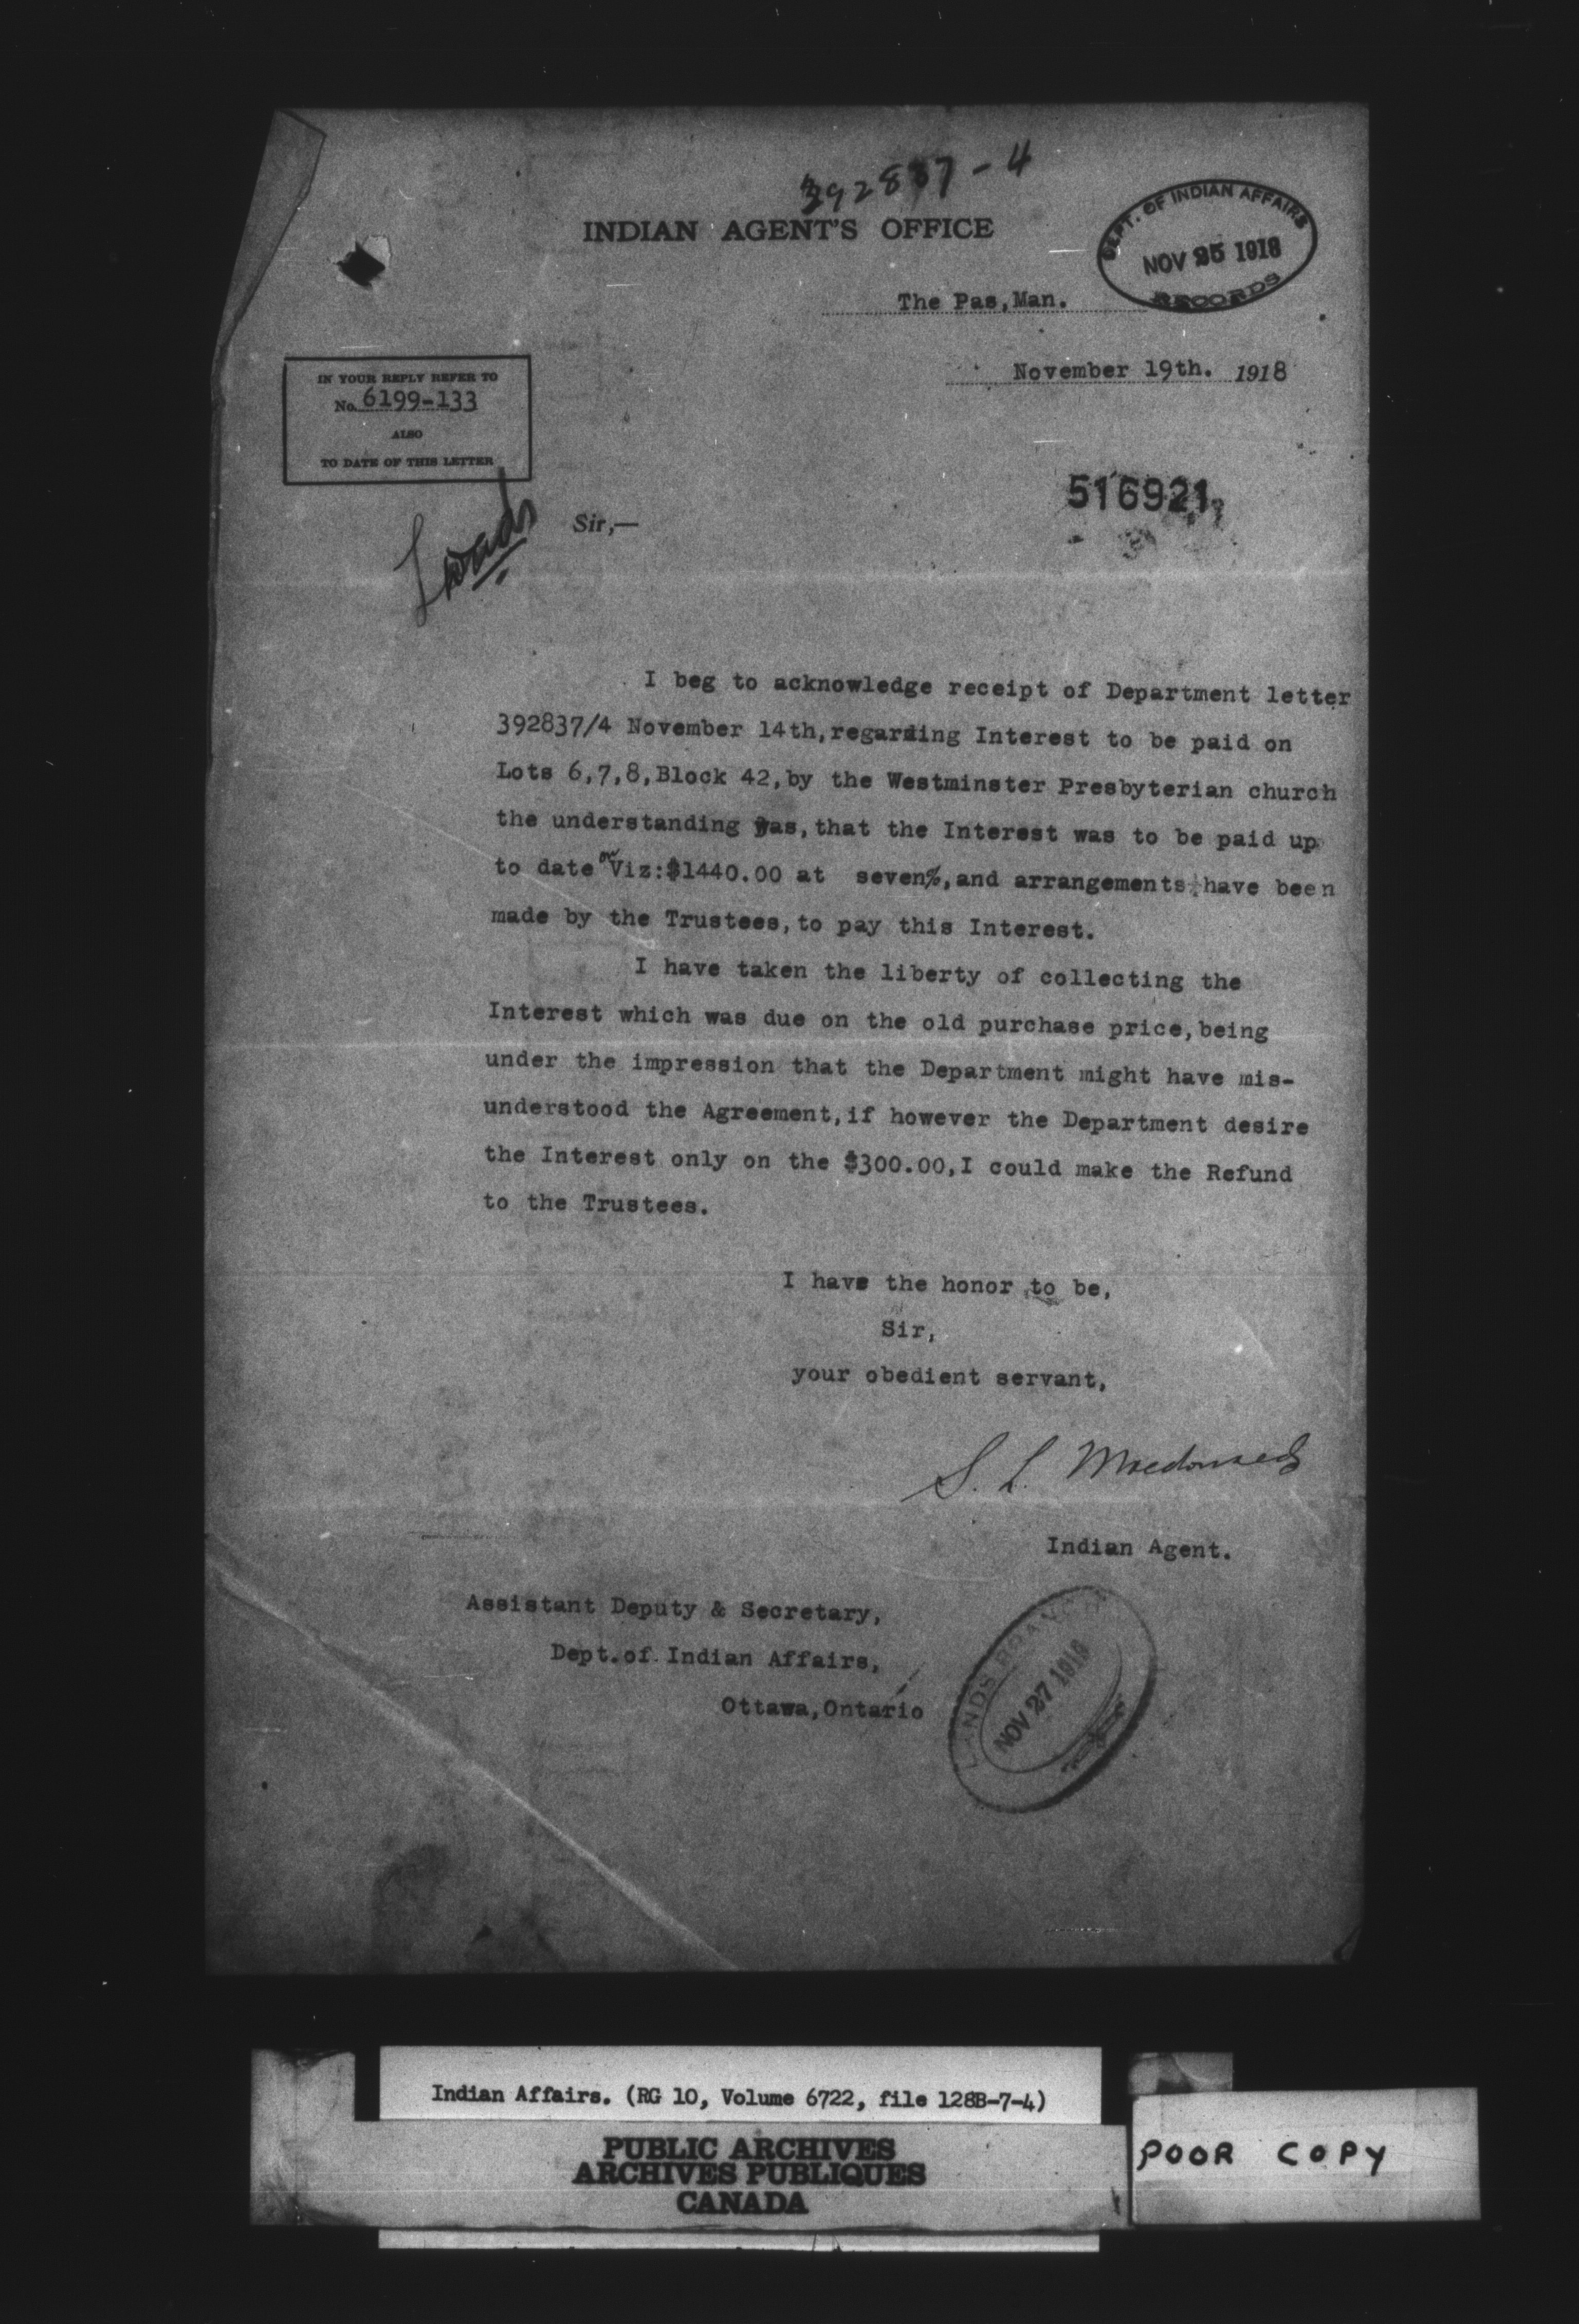 392837-4
INDIAN AGENT'S OFFICE
DEPT. OF INDIAN AFFAIRS
NOV 25 1918
RECORDS
The Pas,Man.
November 19th. 1918
IN YOUR REPLY REFER TO
No. 6199-133
ALSO
TO DATE OF THIS LETTER
516921
Sir,—
I beg to acknowledge receipt of Department letter
392837/4 November 14th,regarding Interest to be paid on
Lots 6,7,8,Block 42,by the Westminster Presbyterian church
the understanding was,that the Interest was to be paid up
to date on Viz:$1440.00 at seven%,and arrangements have been
made by the Trustees,to pay this Interest.
I have taken the liberty of collecting the
Interest which was due on the old purchase price,being
under the impression that the Department might have mis-
understood the Agreement,if however the Department desire
the Interest only on the $300.00,I could make the Refund
to the Trustees.
I have the honor to be,
Sir,
your obedient servant,
S. L. Macdonald
Indian Agent.
Assistant Deputy & Secretary,
Dept.of Indian Affairs,
Ottawa,Ontario
LANDS BRANCH
NOV 27 1918
Indian Affairs. (RG 10, Volume 6722, file 128B-7-4)
PUBLIC ARCHIVES
ARCHIVES PUBLIQUES
CANADA
POOR COPY